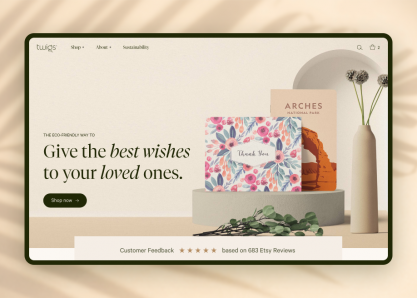 twigs
Shop
About
Sustainability
2
THE ECO-FRIENDLY WAY TO
Give the best wishes
to your loved ones.
Shop now →
ARCHES
NATIONAL PARK
Thank You
Customer Feedback ★★★★★ based on 683 Etsy Reviews